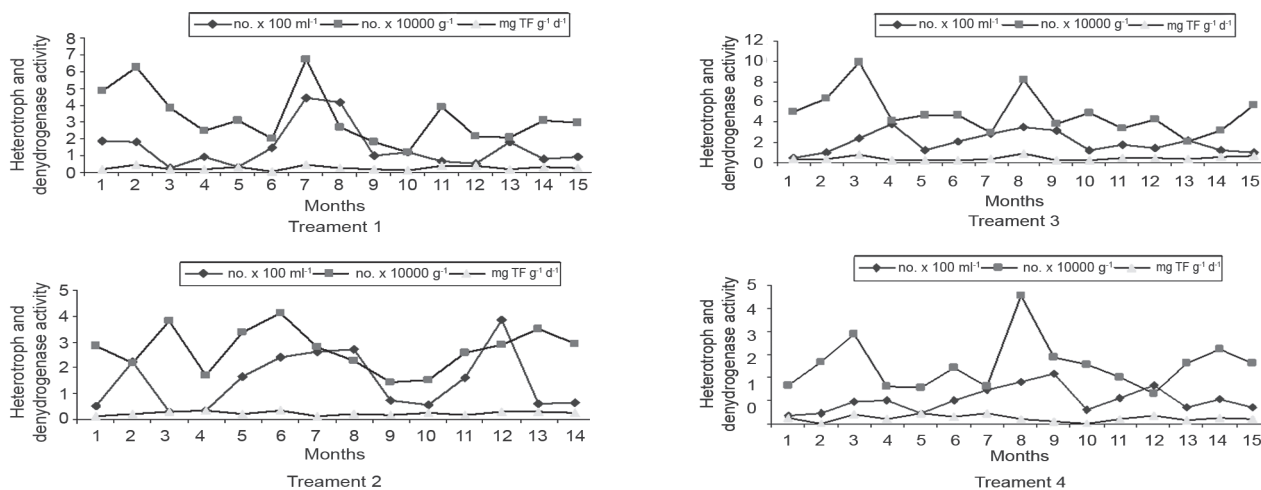 no. x 100 ml⁻¹ no. x 10000 g⁻¹ mg TF g⁻¹ d⁻¹
Heterotroph and
denydrogenase activity
8
7
6
5
4
3
2
1
0
1 2 3 4 5 6 7 8 9 10 11 12 13 14 15
Months
Treament 1
no. x 100 ml⁻¹ no. x 10000 g⁻¹ mg TF g⁻¹ d⁻¹
Heterotroph and
denydrogenase activity
12
10
8
6
4
2
0
1 2 3 4 5 6 7 8 9 10 11 12 13 14 15
Months
Treament 3
no. x 100 ml⁻¹ no. x 10000 g⁻¹ mg TF g⁻¹ d⁻¹
Heterotroph and
denydrogenase activity
5
4
3
2
1
0
1 2 3 4 5 6 7 8 9 10 11 12 13 14
Months
Treament 2
no. x 100 ml⁻¹ no. x 10000 g⁻¹ mg TF g⁻¹ d⁻¹
Heterotroph and
denydrogenase activity
5
4
3
2
1
0
1 2 3 4 5 6 7 8 9 10 11 12 13 14 15
Months
Treament 4